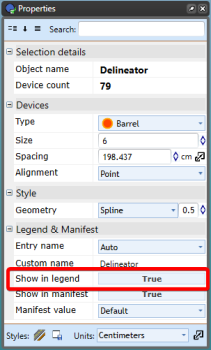 Properties
Search:
Selection details
Object name Delineator
Device count 79
Devices
Type Barrel
Size 6
Spacing 198.437 cm
Alignment Point
Style
Geometry Spline 0.5
Legend & Manifest
Entry name Auto
Custom name Delineator
Show in legend True
Show in manifest True
Manifest value Default
Styles: Units: Centimeters